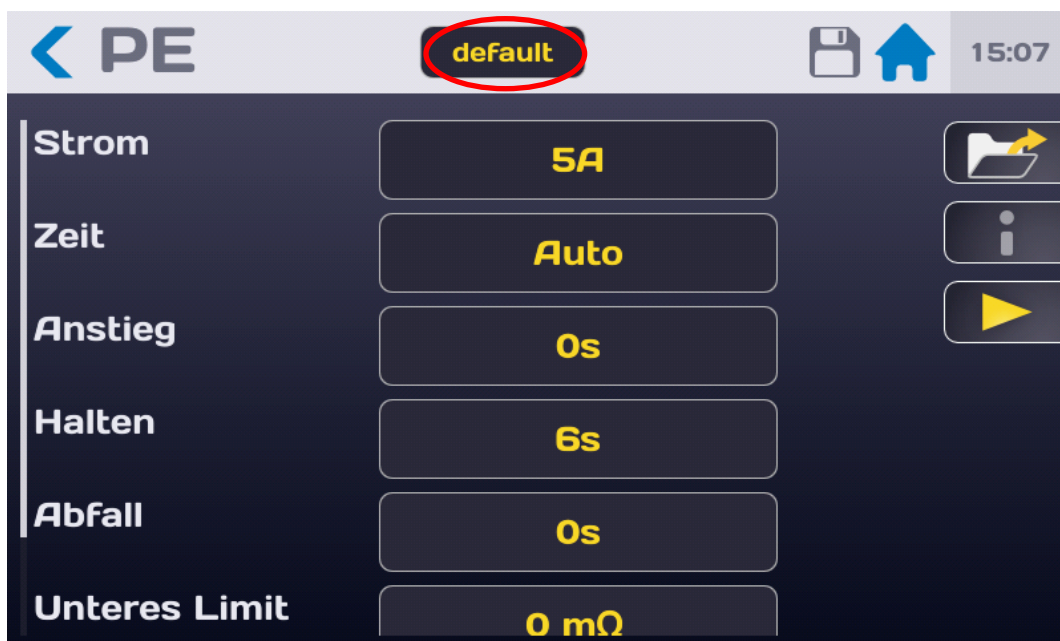 PE default 15:07
Strom 5A
Zeit Auto
Anstieg 0s
Halten 6s
Abfall 0s
Unteres Limit 0 mΩ